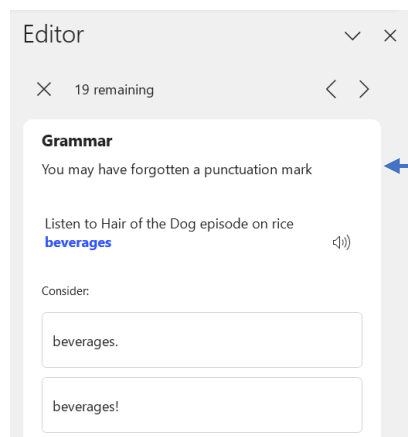 Editor
19 remaining
Grammar
You may have forgotten a punctuation mark
Listen to Hair of the Dog episode on rice
beverages
Consider:
beverages.
beverages!